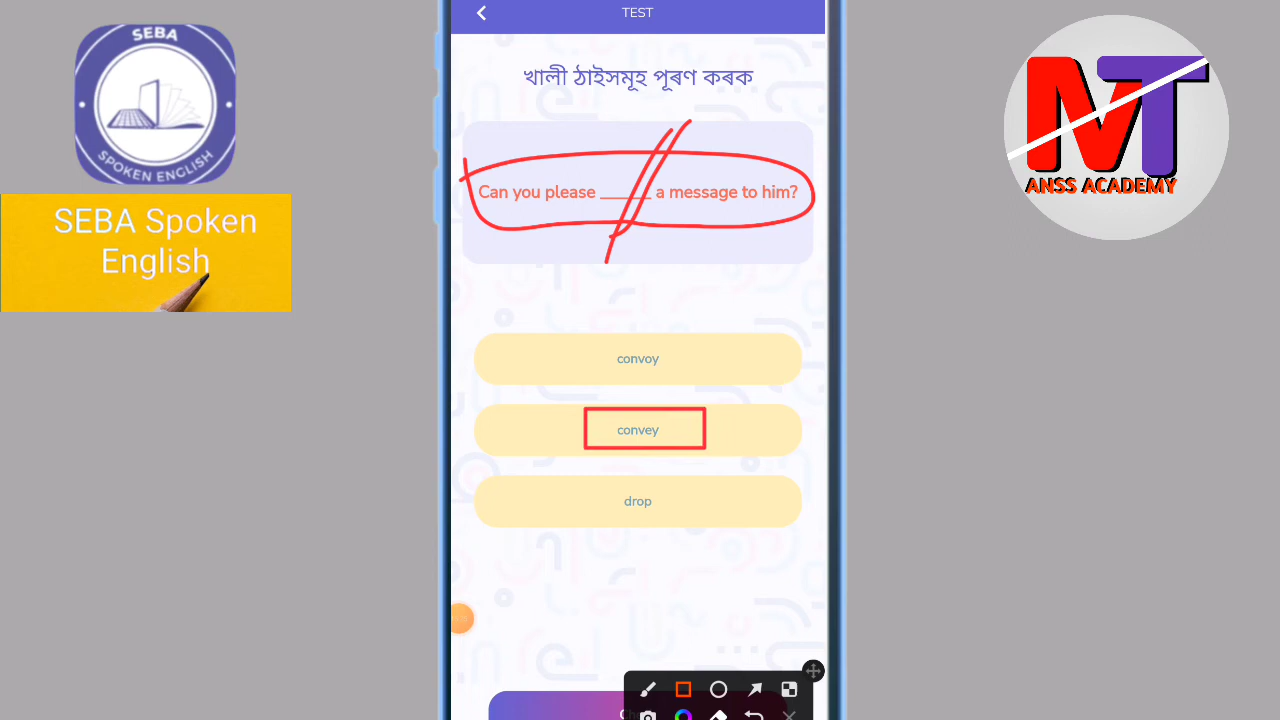 TEST
SEBA
SPOKEN ENGLISH
SEBA Spoken
English
MT
ANSS ACADEMY
খালী ঠাইসমূহ পূৰণ কৰক
Can you please ______ a message to him?
convoy
convey
drop